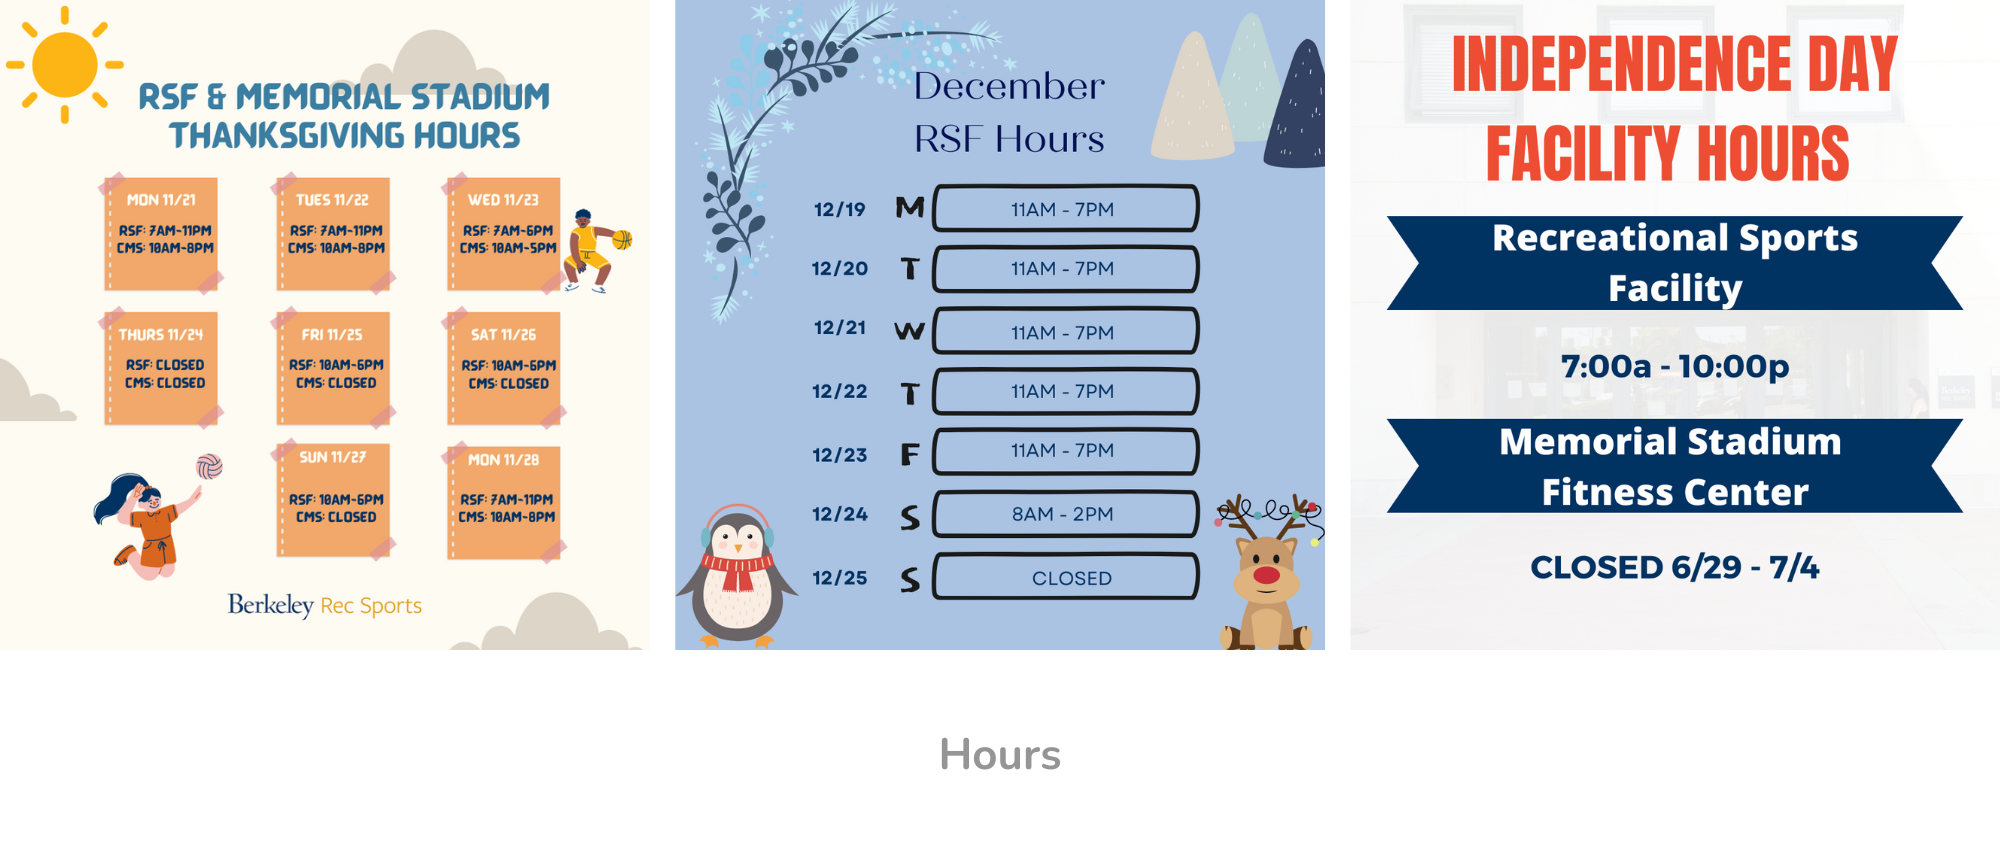 RSF & MEMORIAL STADIUM
THANKSGIVING HOURS
MON 11/21
RSF: 7AM-11PM
CMS: 10AM-8PM
TUES 11/22
RSF: 7AM-11PM
CMS: 10AM-8PM
WED 11/23
RSF: 7AM-6PM
CMS: 10AM-5PM
THURS 11/24
RSF: CLOSED
CMS: CLOSED
FRI 11/25
RSF: 10AM-6PM
CMS: CLOSED
SAT 11/26
RSF: 10AM-6PM
CMS: CLOSED
SUN 11/27
RSF: 10AM-6PM
CMS: CLOSED
MON 11/28
RSF: 7AM-11PM
CMS: 10AM-8PM
Berkeley Rec Sports
December
RSF Hours
12/19 M 11AM - 7PM
12/20 T 11AM - 7PM
12/21 W 11AM - 7PM
12/22 T 11AM - 7PM
12/23 F 11AM - 7PM
12/24 S 8AM - 2PM
12/25 S CLOSED
INDEPENDENCE DAY
FACILITY HOURS
Recreational Sports
Facility
7:00a - 10:00p
Memorial Stadium
Fitness Center
CLOSED 6/29 - 7/4
Hours